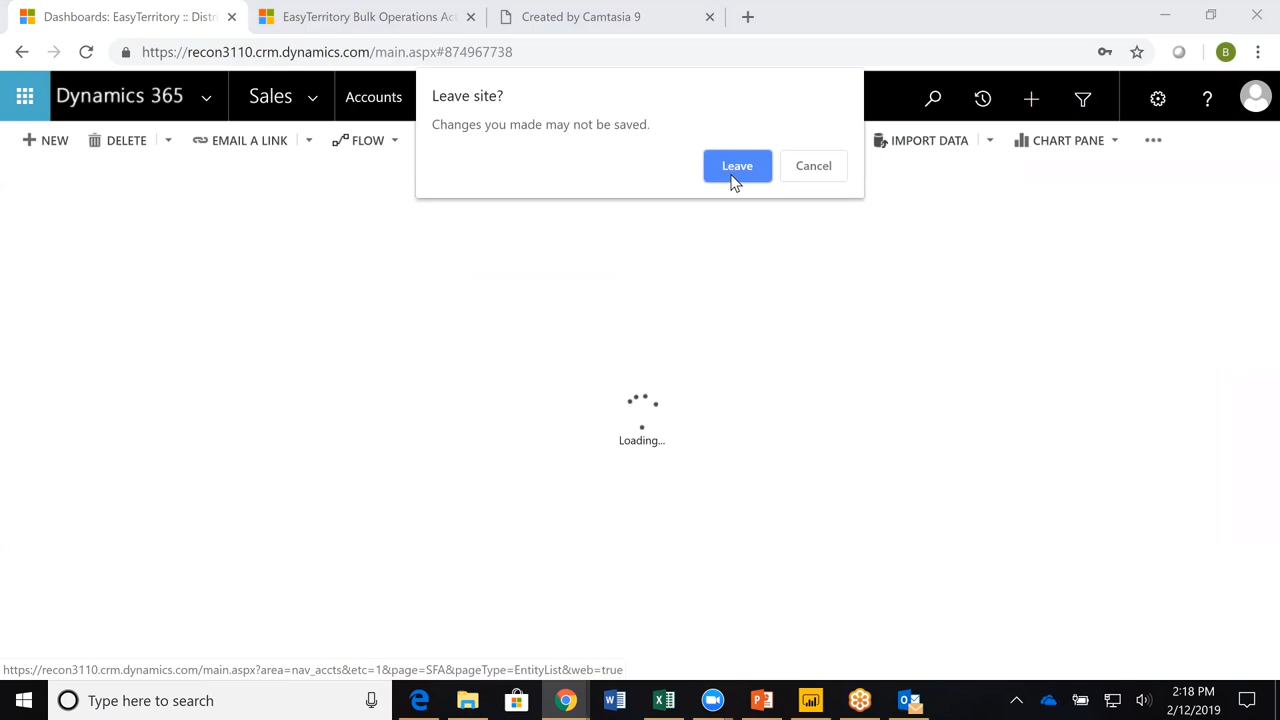 Dashboards: EasyTerritory :: Distri
EasyTerritory Bulk Operations Ac
Created by Camtasia 9
https://recon3110.crm.dynamics.com/main.aspx#874967738
B
Dynamics 365
Sales
Accounts
NEW
DELETE
EMAIL A LINK
FLOW
IMPORT DATA
CHART PANE
Leave site?
Changes you made may not be saved.
Leave
Cancel
Loading...
https://recon3110.crm.dynamics.com/main.aspx?area=nav_accts&etc=1&page=SFA&pageType=EntityList&web=true
Type here to search
2:18 PM
2/12/2019